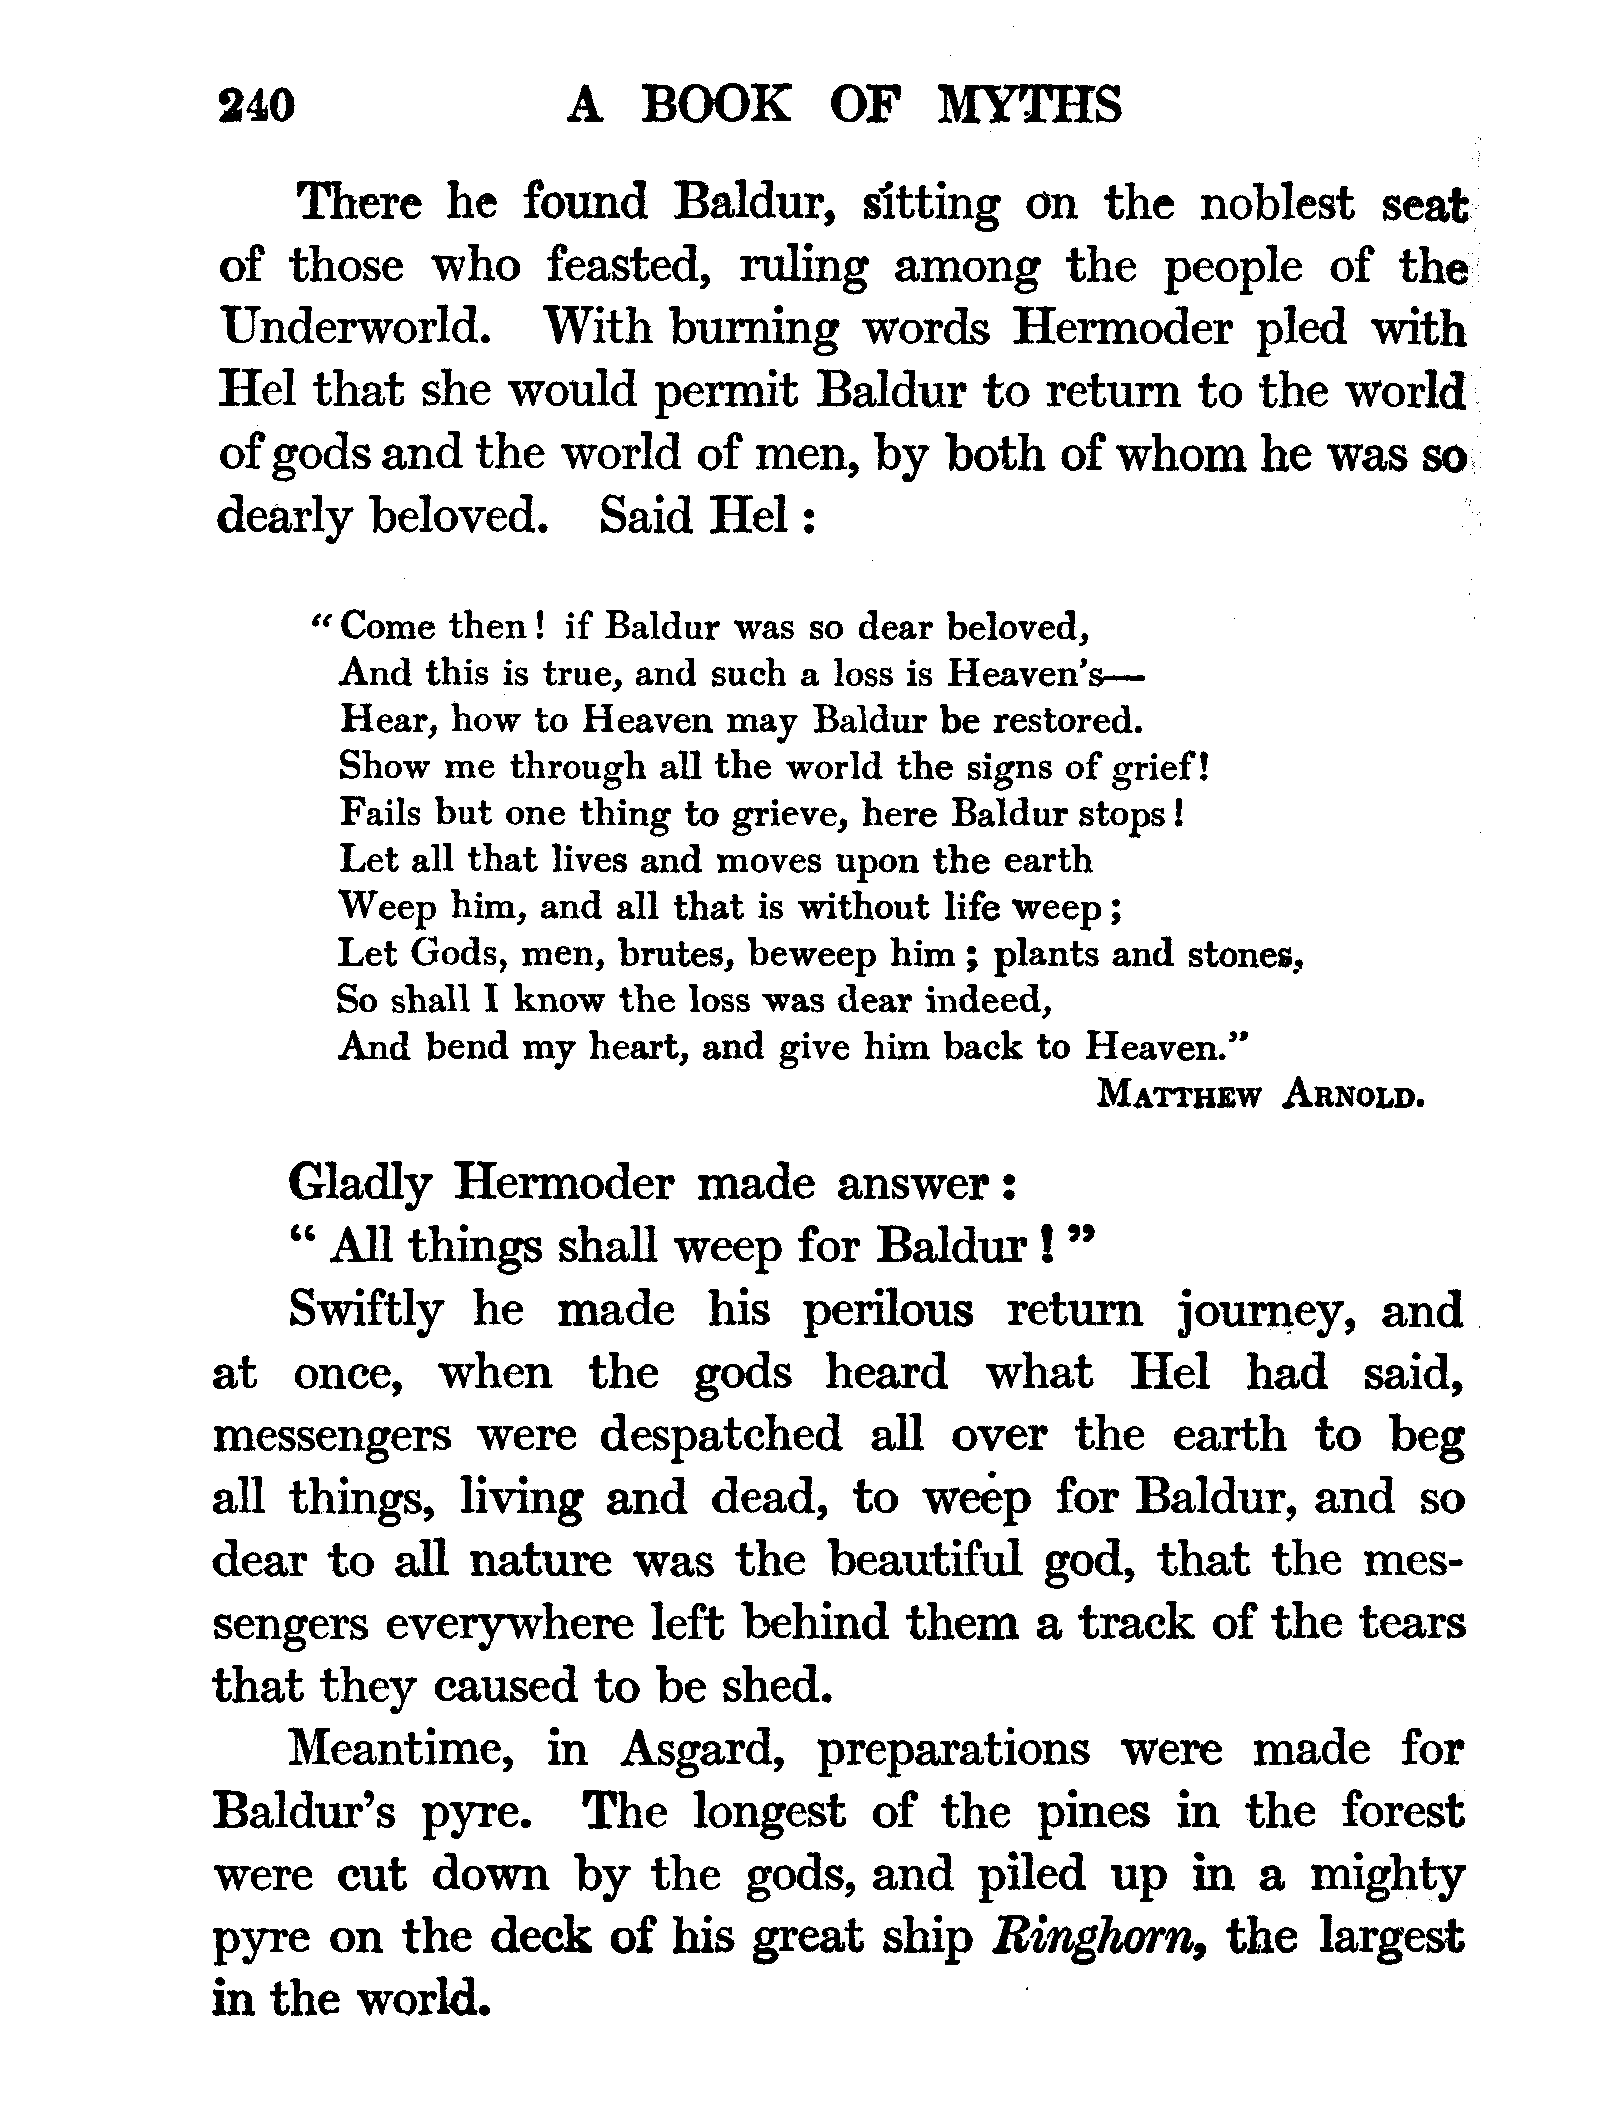 240 A BOOK OF MYTHS
There he found Baldur, sitting on the noblest seat
of those who feasted, ruling among the people of the
Underworld. With burning words Hermoder pled with
Hel that she would permit Baldur to return to the world
of gods and the world of men, by both of whom he was so
dearly beloved. Said Hel :
“ Come then ! if Baldur was so dear beloved,
And this is true, and such a loss is Heaven's—
Hear, how to Heaven may Baldur be restored.
Show me through all the world the signs of grief!
Fails but one thing to grieve, here Baldur stops !
Let all that lives and moves upon the earth
Weep him, and all that is without life weep ;
Let Gods, men, brutes, beweep him ; plants and stones,
So shall I know the loss was dear indeed,
And bend my heart, and give him back to Heaven.”
MATTHEW ARNOLD.
Gladly Hermoder made answer :
“ All things shall weep for Baldur ! ”
Swiftly he made his perilous return journey, and
at once, when the gods heard what Hel had said,
messengers were despatched all over the earth to beg
all things, living and dead, to weep for Baldur, and so
dear to all nature was the beautiful god, that the mes-
sengers everywhere left behind them a track of the tears
that they caused to be shed.
Meantime, in Asgard, preparations were made for
Baldur's pyre. The longest of the pines in the forest
were cut down by the gods, and piled up in a mighty
pyre on the deck of his great ship Ringhorn, the largest
in the world.